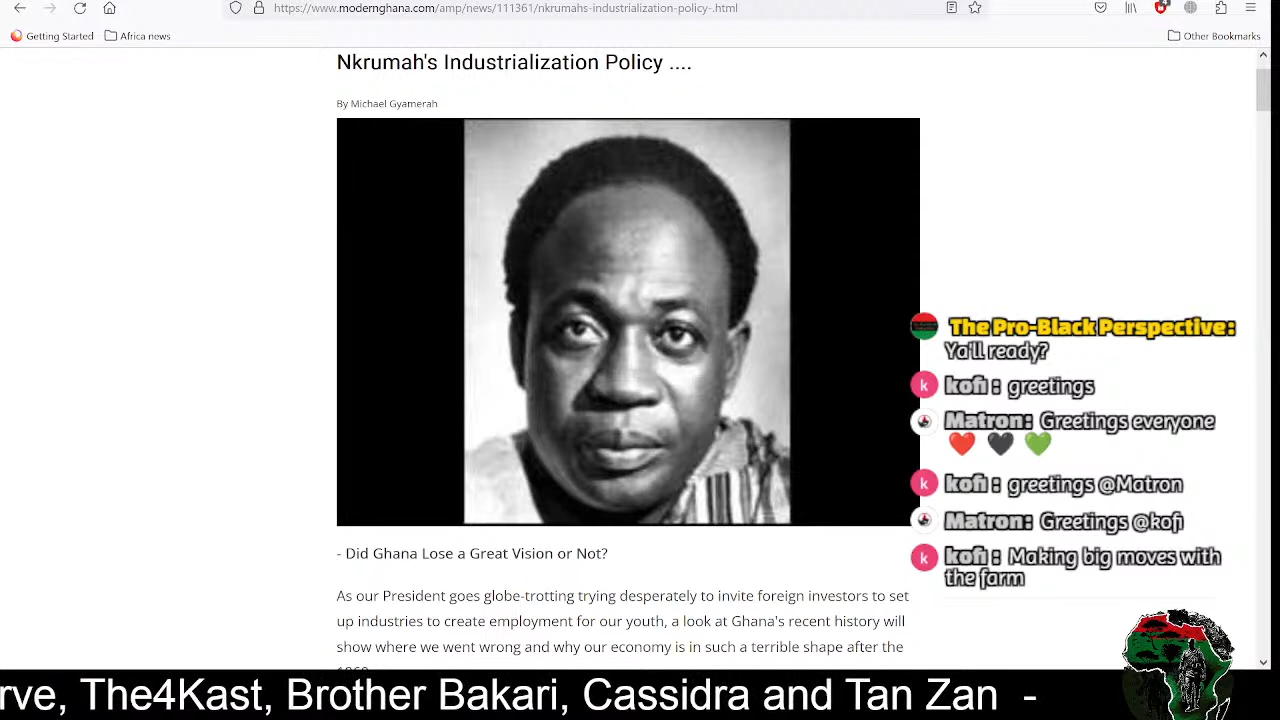 https://www.modernghana.com/amp/news/111361/nkrumahs-industrialization-policy-.html
4
Getting Started
Africa news
Other Bookmarks
Nkrumah's Industrialization Policy ....
By Michael Gyamerah
- Did Ghana Lose a Great Vision or Not?
As our President goes globe-trotting trying desperately to invite foreign investors to set
up industries to create employment for our youth, a look at Ghana's recent history will
show where we went wrong and why our economy is in such a terrible shape after the
The Pro-Black Perspective:
Ya'll ready?
k kofi : greetings
Matron: Greetings everyone
❤️ 🖤 💚
k kofi : greetings @Matron
Matron: Greetings @kofi
k kofi : Making big moves with
the farm
rve, The4Kast, Brother Bakari, Cassidra and Tan Zan -